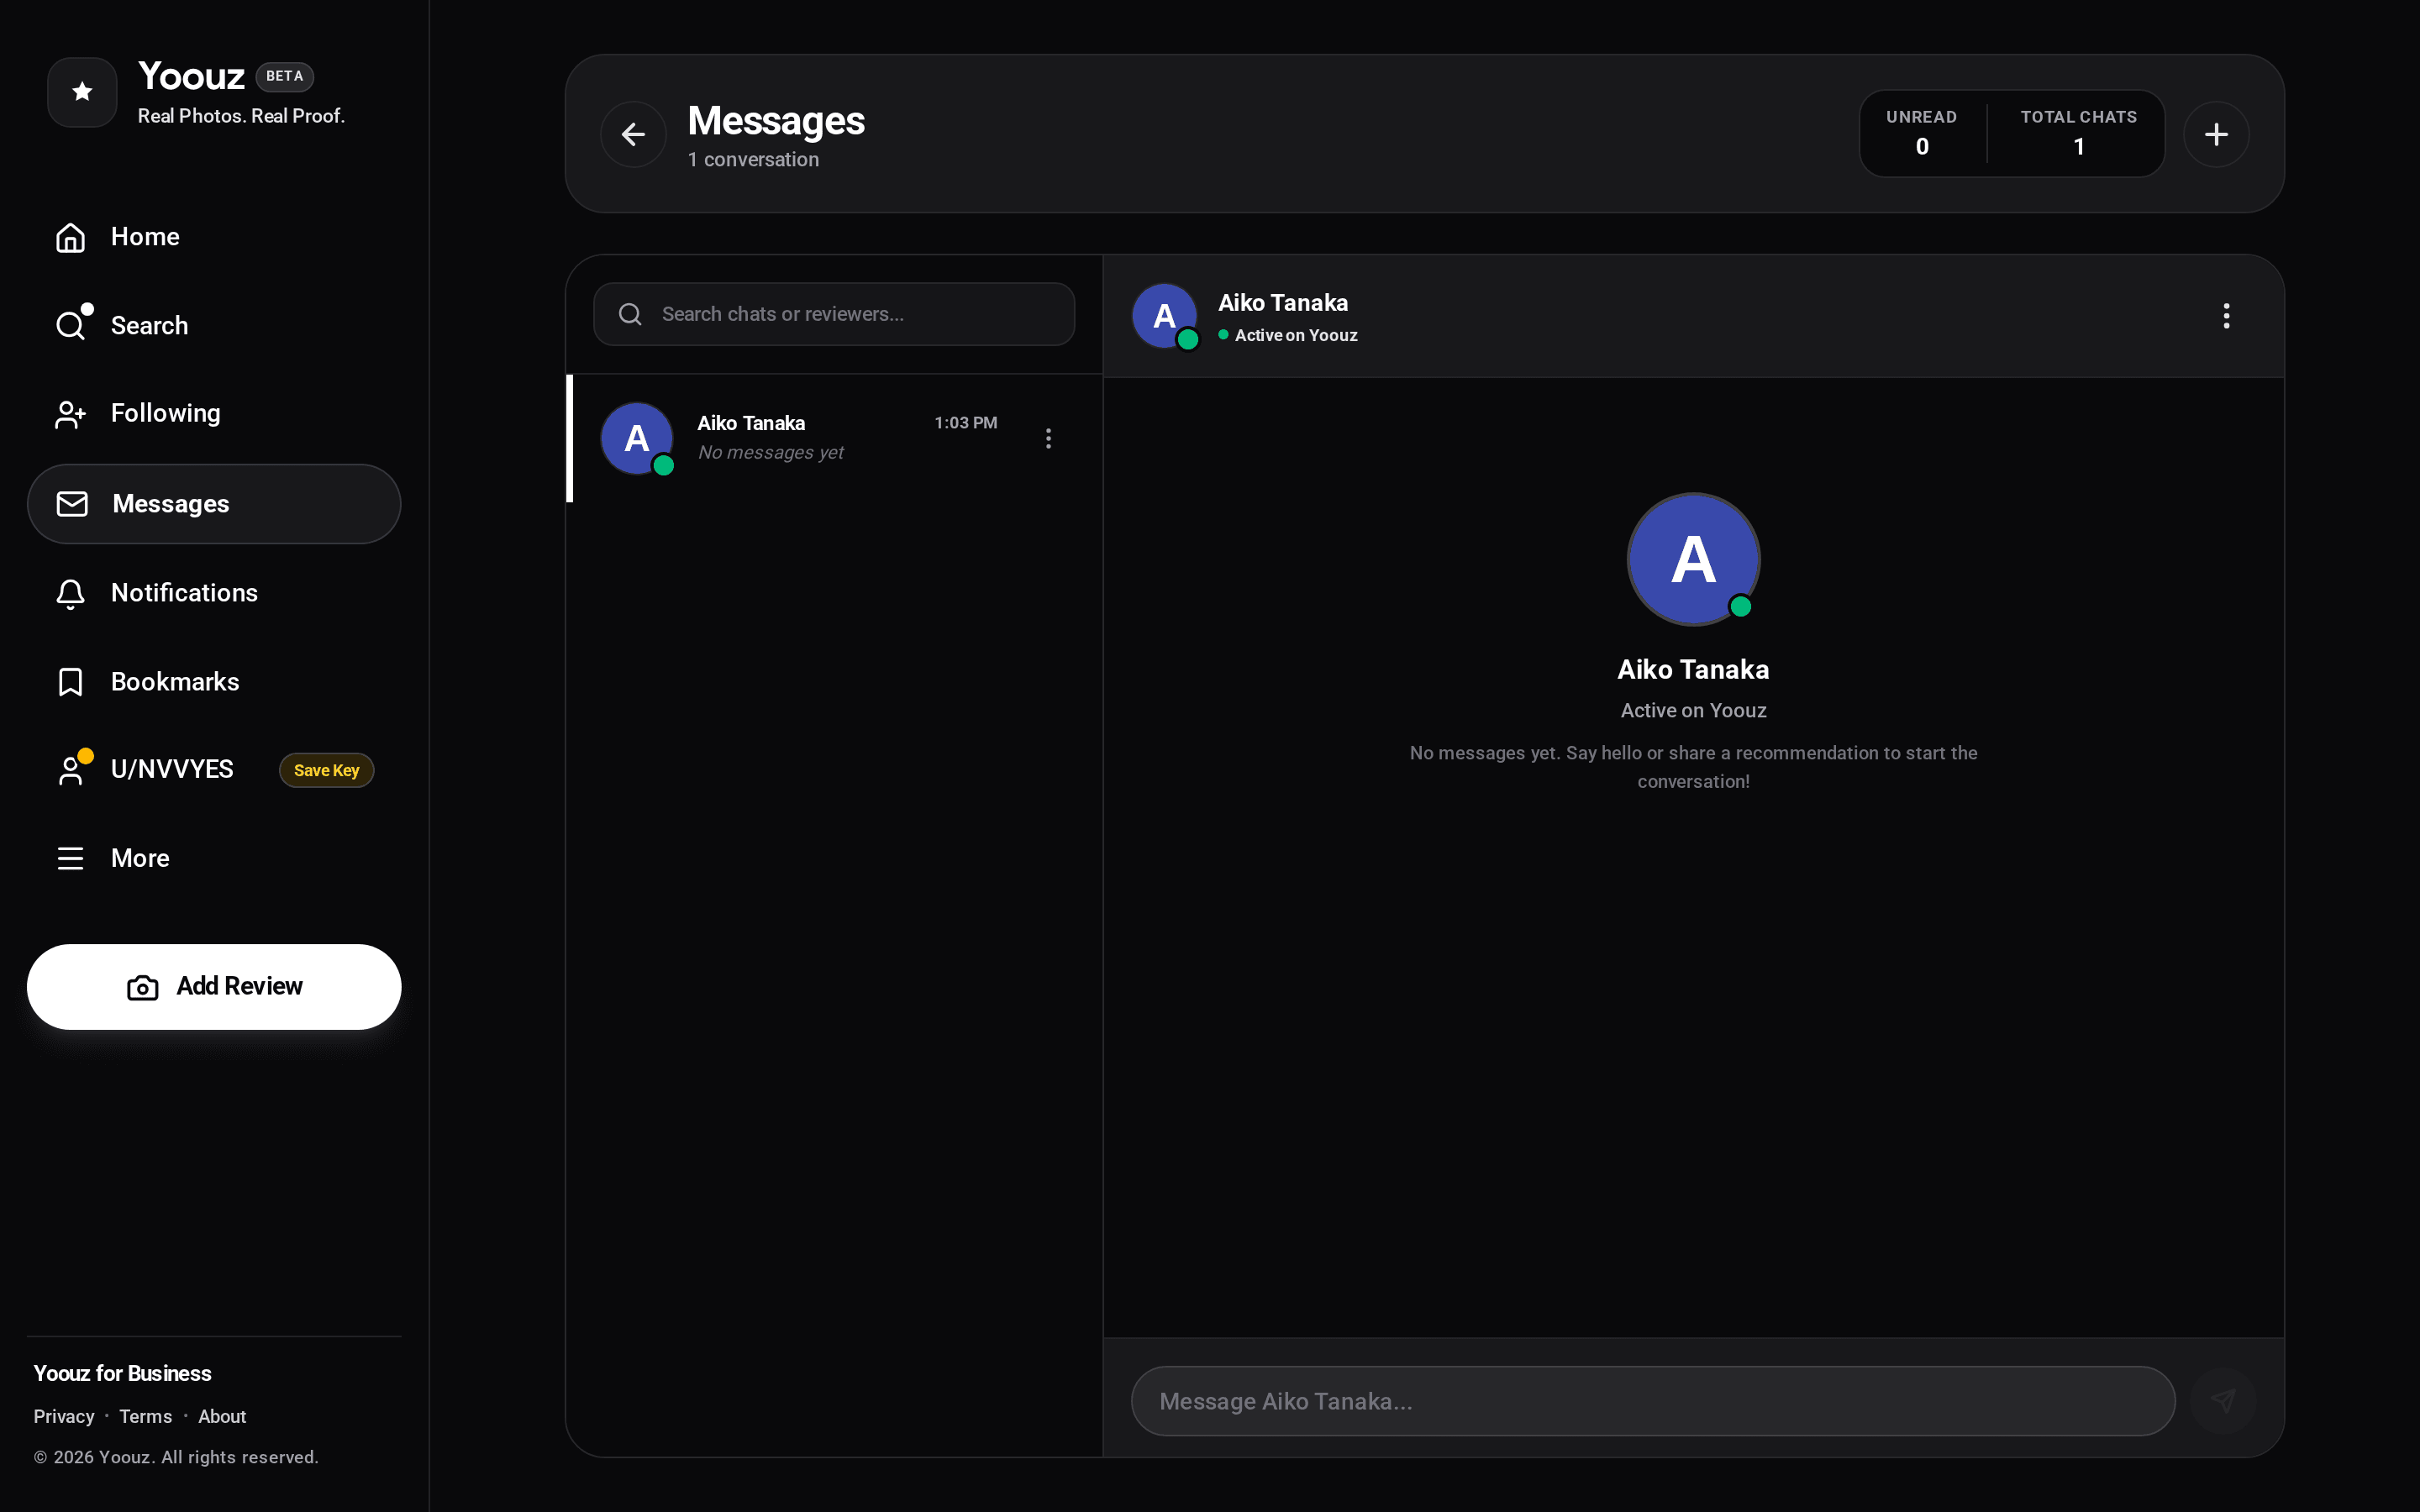 Yoouz BETA
Real Photos. Real Proof.
Home
Search
Following
Messages
Notifications
Bookmarks
U/NVVYES Save Key
More
Add Review
Yoouz for Business
Privacy · Terms · About
© 2026 Yoouz. All rights reserved.
Messages
1 conversation
UNREAD
0
TOTAL CHATS
1
Search chats or reviewers...
A
Aiko Tanaka 1:03 PM
No messages yet
A
Aiko Tanaka
Active on Yoouz
A
Aiko Tanaka
Active on Yoouz
No messages yet. Say hello or share a recommendation to start the
conversation!
Message Aiko Tanaka...